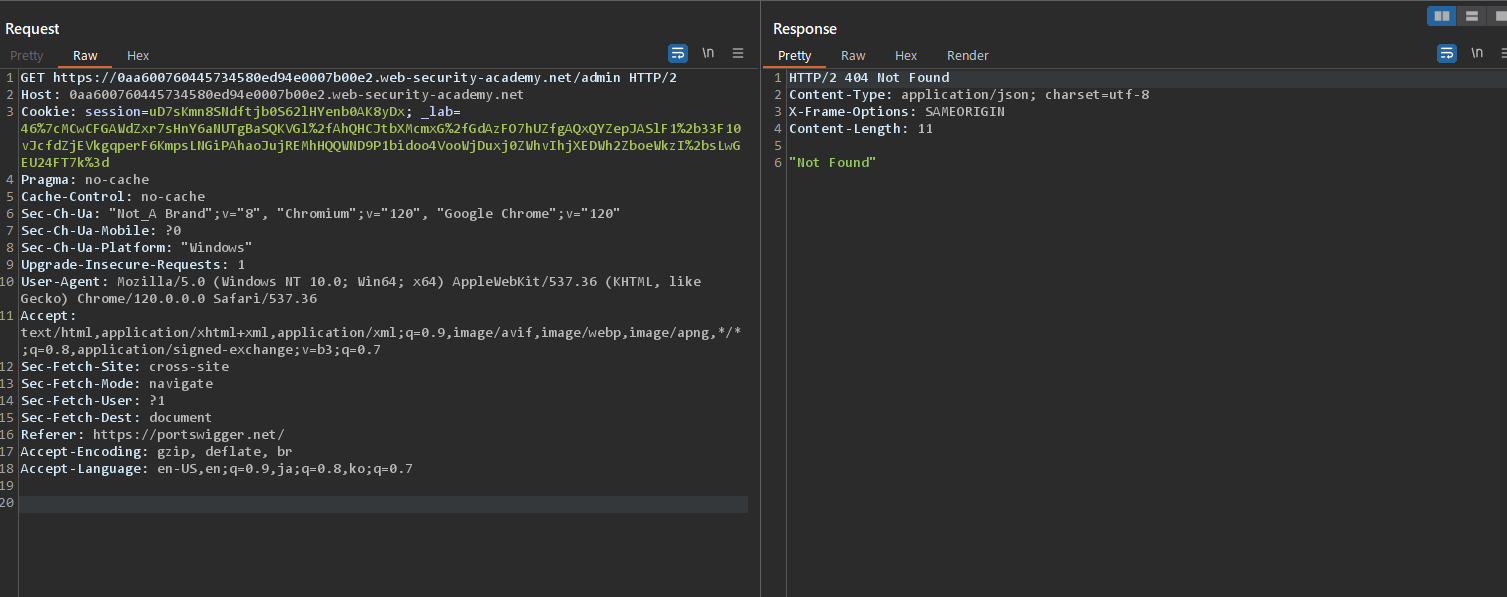 Request
Pretty Raw Hex
\n
1 GET https://0aa600760445734580ed94e0007b00e2.web-security-academy.net/admin HTTP/2
2 Host: 0aa600760445734580ed94e0007b00e2.web-security-academy.net
3 Cookie: session=uD7sKmn8SNdftjb0S62lHYenb0AK8yDx; _lab=
46%7cMCwCFGAWdZxr7sHnY6aNUTgBaSQKVGl%2fAhQHCJtbXMcmxG%2fGdAzFO7hUZfgAQxQYZepJASlF1%2b33F10
vJcfdZjEVkgqperF6KmpsLNGiPAhaoJujREMhHQQWND9P1bidoo4VooWjDuxj0ZWhvIhjXEDWh2ZboeWkzI%2bsLwG
EU24FT7k%3d
4 Pragma: no-cache
5 Cache-Control: no-cache
6 Sec-Ch-Ua: "Not_A Brand";v="8", "Chromium";v="120", "Google Chrome";v="120"
7 Sec-Ch-Ua-Mobile: ?0
8 Sec-Ch-Ua-Platform: "Windows"
9 Upgrade-Insecure-Requests: 1
10 User-Agent: Mozilla/5.0 (Windows NT 10.0; Win64; x64) AppleWebKit/537.36 (KHTML, like
Gecko) Chrome/120.0.0.0 Safari/537.36
11 Accept:
text/html,application/xhtml+xml,application/xml;q=0.9,image/avif,image/webp,image/apng,*/*
;q=0.8,application/signed-exchange;v=b3;q=0.7
12 Sec-Fetch-Site: cross-site
13 Sec-Fetch-Mode: navigate
14 Sec-Fetch-User: ?1
15 Sec-Fetch-Dest: document
16 Referer: https://portswigger.net/
17 Accept-Encoding: gzip, deflate, br
18 Accept-Language: en-US,en;q=0.9,ja;q=0.8,ko;q=0.7
19
20
Response
Pretty Raw Hex Render
\n
1 HTTP/2 404 Not Found
2 Content-Type: application/json; charset=utf-8
3 X-Frame-Options: SAMEORIGIN
4 Content-Length: 11
5
6 "Not Found"